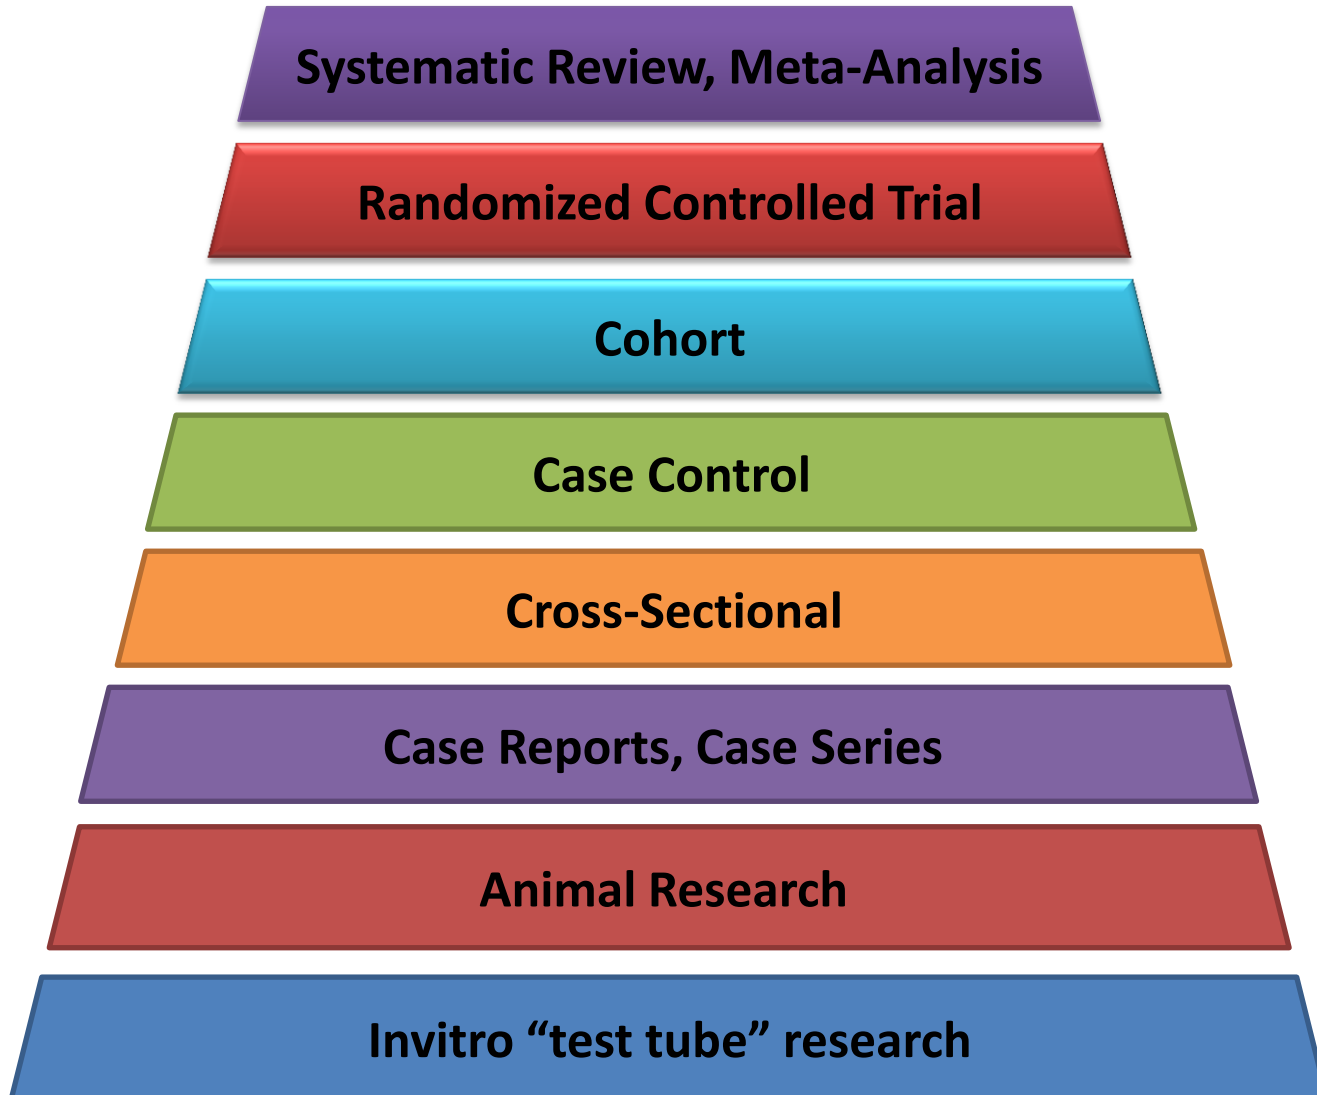 Systematic Review, Meta-Analysis
Randomized Controlled Trial
Cohort
Case Control
Cross-Sectional
Case Reports, Case Series
Animal Research
Invitro “test tube” research